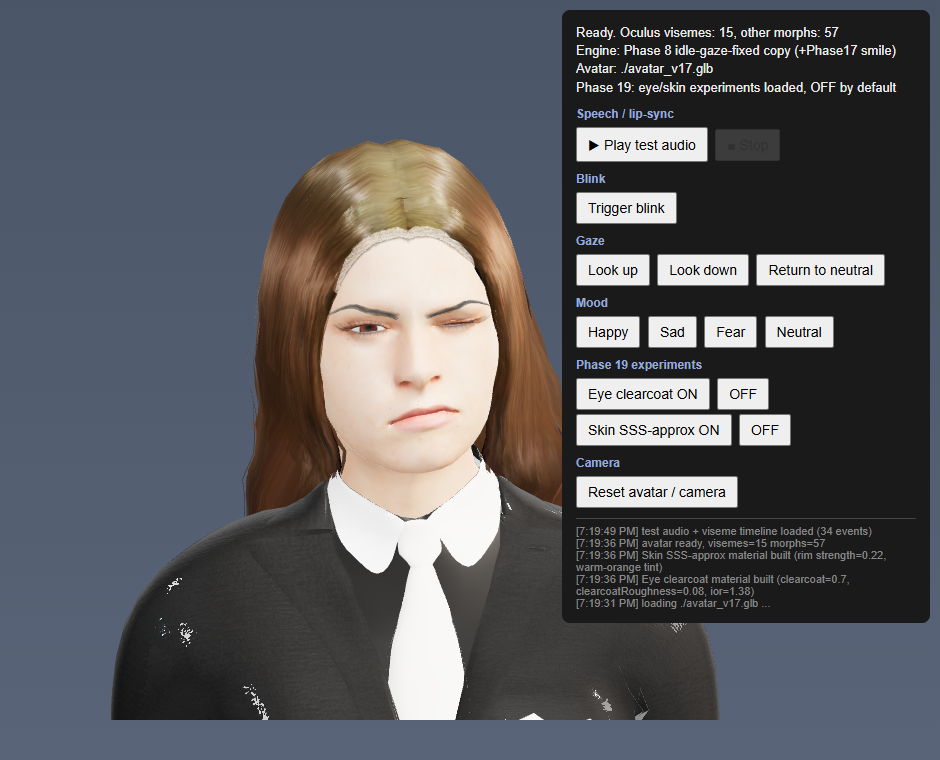 Ready. Oculus visemes: 15, other morphs: 57
Engine: Phase 8 idle-gaze-fixed copy (+Phase17 smile)
Avatar: ./avatar_v17.glb
Phase 19: eye/skin experiments loaded, OFF by default
Speech / lip-sync
▶ Play test audio ■ Stop
Blink
Trigger blink
Gaze
Look up Look down Return to neutral
Mood
Happy Sad Fear Neutral
Phase 19 experiments
Eye clearcoat ON OFF
Skin SSS-approx ON OFF
Camera
Reset avatar / camera
[7:19:49 PM] test audio + viseme timeline loaded (34 events)
[7:19:36 PM] avatar ready, visemes=15 morphs=57
[7:19:36 PM] Skin SSS-approx material built (rim strength=0.22,
warm-orange tint)
[7:19:36 PM] Eye clearcoat material built (clearcoat=0.7,
clearcoatRoughness=0.08, ior=1.38)
[7:19:31 PM] loading ./avatar_v17.glb ...